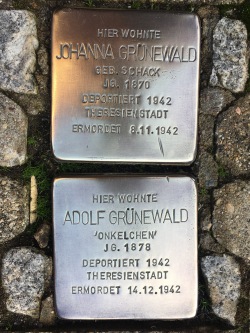 HIER WOHNTE
JOHANNA GRÜNEWALD
GEB. SCHACK
JG. 1870
DEPORTIERT 1942
THERESIENSTADT
ERMORDET 8.11.1942
HIER WOHNTE
ADOLF GRÜNEWALD
'ONKELCHEN'
JG. 1878
DEPORTIERT 1942
THERESIENSTADT
ERMORDET 14.12.1942